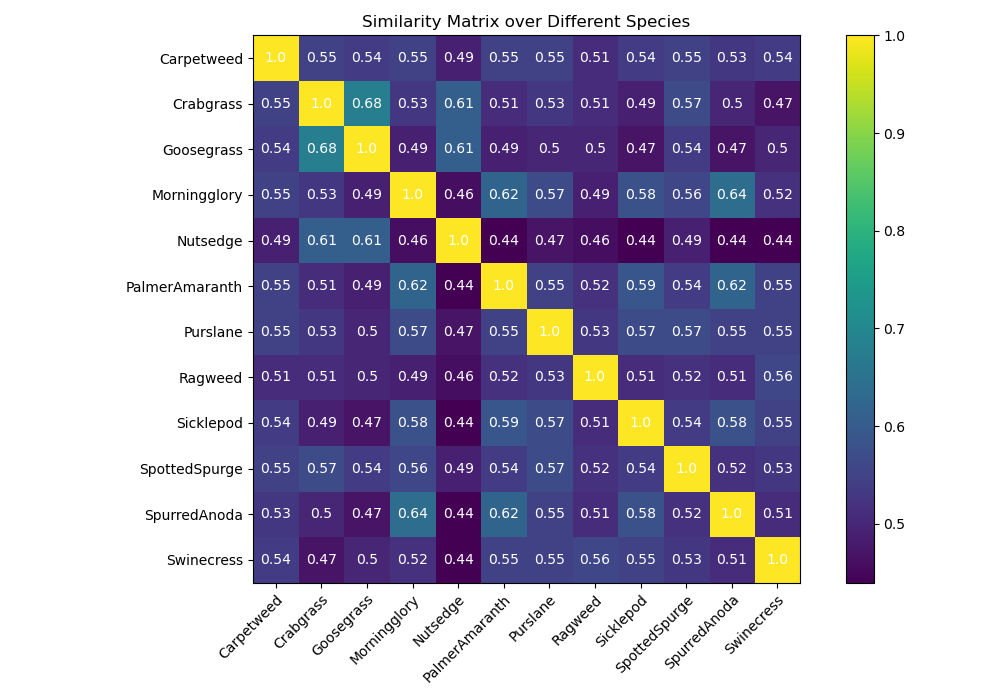 Similarity Matrix over Different Species
Carpetweed 1.0 0.55 0.54 0.55 0.49 0.55 0.55 0.51 0.54 0.55 0.53 0.54
Crabgrass 0.55 1.0 0.68 0.53 0.61 0.51 0.53 0.51 0.49 0.57 0.5 0.47
Goosegrass 0.54 0.68 1.0 0.49 0.61 0.49 0.5 0.5 0.47 0.54 0.47 0.5
Morningglory 0.55 0.53 0.49 1.0 0.46 0.62 0.57 0.49 0.58 0.56 0.64 0.52
Nutsedge 0.49 0.61 0.61 0.46 1.0 0.44 0.47 0.46 0.44 0.49 0.44 0.44
PalmerAmaranth 0.55 0.51 0.49 0.62 0.44 1.0 0.55 0.52 0.59 0.54 0.62 0.55
Purslane 0.55 0.53 0.5 0.57 0.47 0.55 1.0 0.53 0.57 0.57 0.55 0.55
Ragweed 0.51 0.51 0.5 0.49 0.46 0.52 0.53 1.0 0.51 0.52 0.51 0.56
Sicklepod 0.54 0.49 0.47 0.58 0.44 0.59 0.57 0.51 1.0 0.54 0.58 0.55
SpottedSpurge 0.55 0.57 0.54 0.56 0.49 0.54 0.57 0.52 0.54 1.0 0.52 0.53
SpurredAnoda 0.53 0.5 0.47 0.64 0.44 0.62 0.55 0.51 0.58 0.52 1.0 0.51
Swinecress 0.54 0.47 0.5 0.52 0.44 0.55 0.55 0.56 0.55 0.53 0.51 1.0
Carpetweed Crabgrass Goosegrass Morningglory Nutsedge PalmerAmaranth Purslane Ragweed Sicklepod SpottedSpurge SpurredAnoda Swinecress
1.0
0.9
0.8
0.7
0.6
0.5